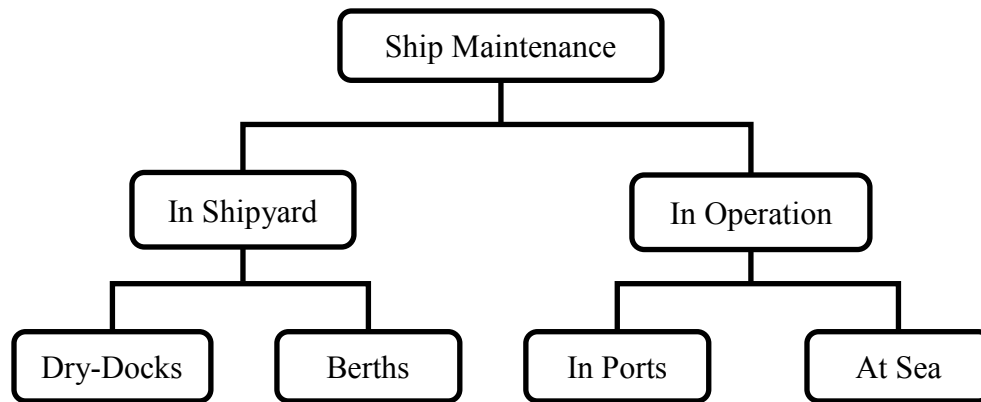 Ship Maintenance
In Shipyard
In Operation
Dry-Docks
Berths
In Ports
At Sea